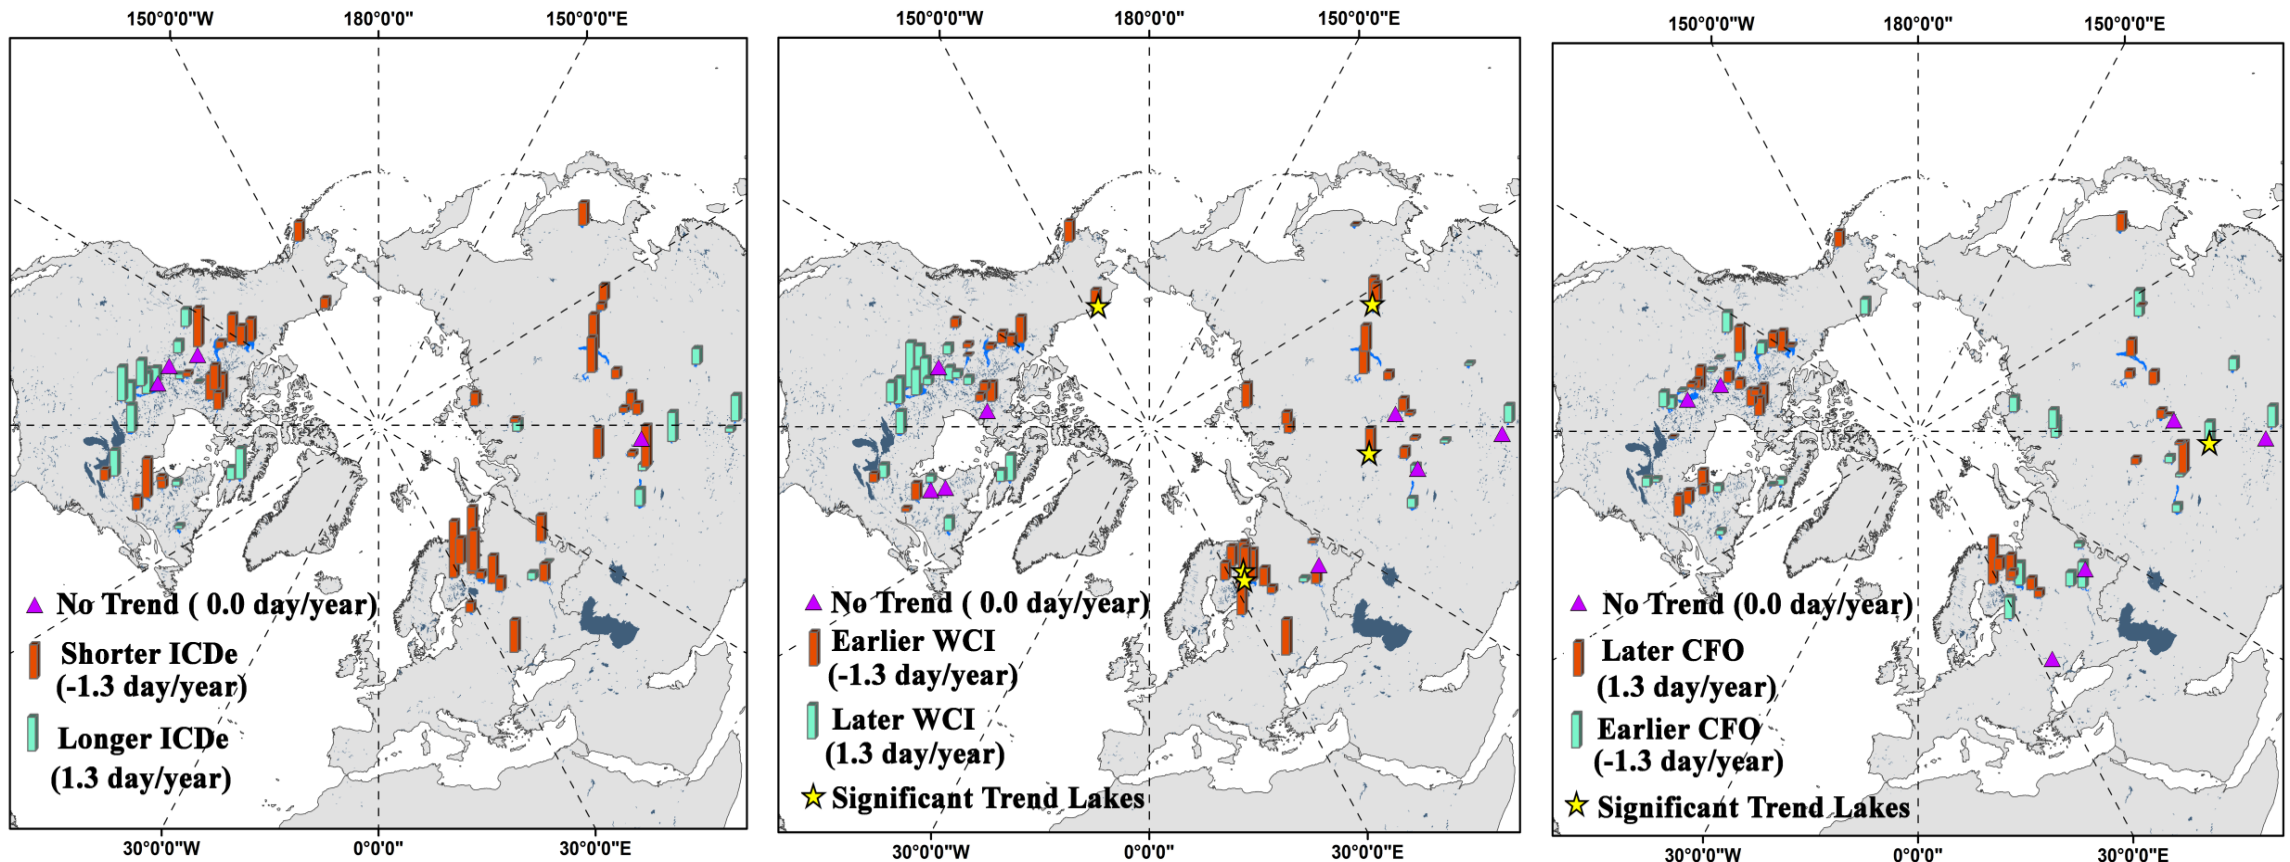 150°0'0"W 180°0'0" 150°0'0"E
No Trend ( 0.0 day/year)
Shorter ICDe
(-1.3 day/year)
Longer ICDe
(1.3 day/year)
30°0'0"W 0°0'0" 30°0'0"E
150°0'0"W 180°0'0" 150°0'0"E
No Trend ( 0.0 day/year)
Earlier WCI
(-1.3 day/year)
Later WCI
(1.3 day/year)
Significant Trend Lakes
30°0'0"W 0°0'0" 30°0'0"E
150°0'0"W 180°0'0" 150°0'0"E
No Trend (0.0 day/year)
Later CFO
(1.3 day/year)
Earlier CFO
(-1.3 day/year)
Significant Trend Lakes
30°0'0"W 0°0'0" 30°0'0"E